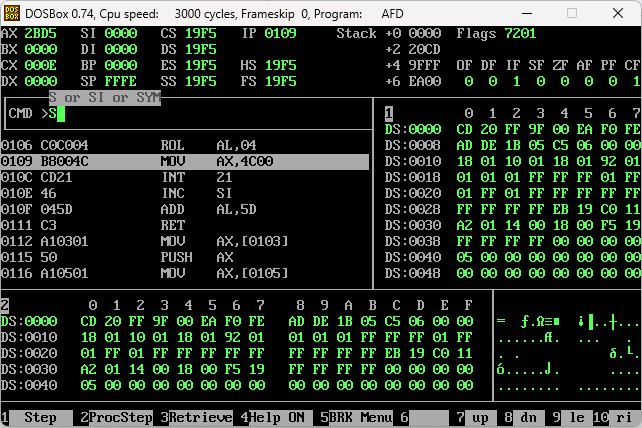 DOSBox 0.74, Cpu speed: 3000 cycles, Frameskip 0, Program: AFD
AX 2BD5 SI 0000 CS 19F5 IP 0109 Stack +0 0000 Flags 7201
BX 0000 DI 0000 DS 19F5 +2 20CD
CX 000E BP 0000 ES 19F5 HS 19F5 +4 9FFF OF DF IF SF ZF AF PF CF
DX 0000 SP FFFE SS 19F5 FS 19F5 +6 EA00 0 0 1 0 0 0 0 1
S or SI or SYM
CMD >S
1 0 1 2 3 4 5 6 7
DS:0000 CD 20 FF 9F 00 EA F0 FE
0106 C0C004 ROL AL,04 DS:0008 AD DE 1B 05 C5 06 00 00
0109 B8004C MOV AX,4C00 DS:0010 18 01 10 01 18 01 92 01
010C CD21 INT 21 DS:0018 01 01 01 FF FF FF 01 FF
010E 46 INC SI DS:0020 01 FF 01 FF FF FF FF FF
010F 045D ADD AL,5D DS:0028 FF FF FF FF EB 19 C0 11
0111 C3 RET DS:0030 A2 01 14 00 18 00 F5 19
0112 A10301 MOV AX,[0103] DS:0038 FF FF FF FF 00 00 00 00
0115 50 PUSH AX DS:0040 05 00 00 00 00 00 00 00
0116 A10501 MOV AX,[0105] DS:0048 00 00 00 00 00 00 00 00
2 0 1 2 3 4 5 6 7 8 9 A B C D E F
DS:0000 CD 20 FF 9F 00 EA F0 FE AD DE 1B 05 C5 06 00 00 ═ ƒ.Ω≡■ ¡▐..┼...
DS:0010 18 01 10 01 18 01 92 01 01 01 01 FF FF FF 01 FF ......Æ. ... .
DS:0020 01 FF 01 FF FF FF FF FF FF FF FF FF EB 19 C0 11 . . δ.└.
DS:0030 A2 01 14 00 18 00 F5 19 FF FF FF FF 00 00 00 00 ó.....⌡. ....
DS:0040 05 00 00 00 00 00 00 00 00 00 00 00 00 00 00 00 ........ ........
1 Step 2ProcStep 3Retrieve 4Help ON 5BRK Menu 6 7 up 8 dn 9 le 10 ri